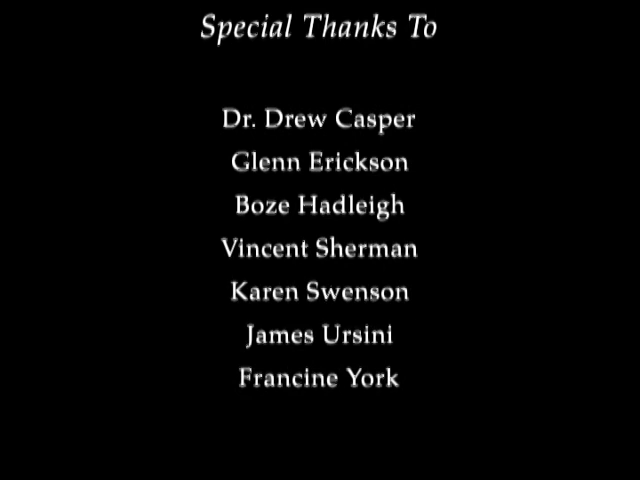 Special Thanks To
Dr. Drew Casper
Glenn Erickson
Boze Hadleigh
Vincent Sherman
Karen Swenson
James Ursini
Francine York